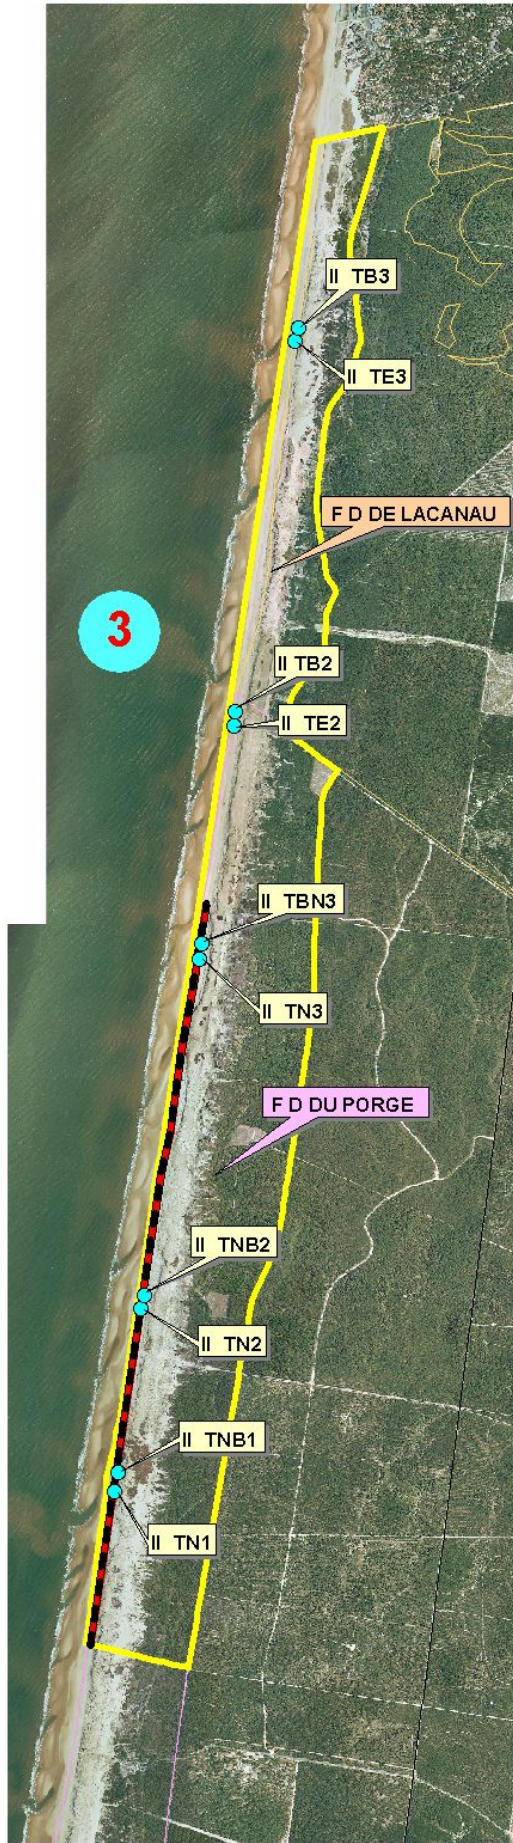 II TB3
II TE3
F D DE LACANAU
3
II TB2
II TE2
II TBN3
II TN3
F D DU PORGE
II TNB2
II TN2
II TNB1
II TN1